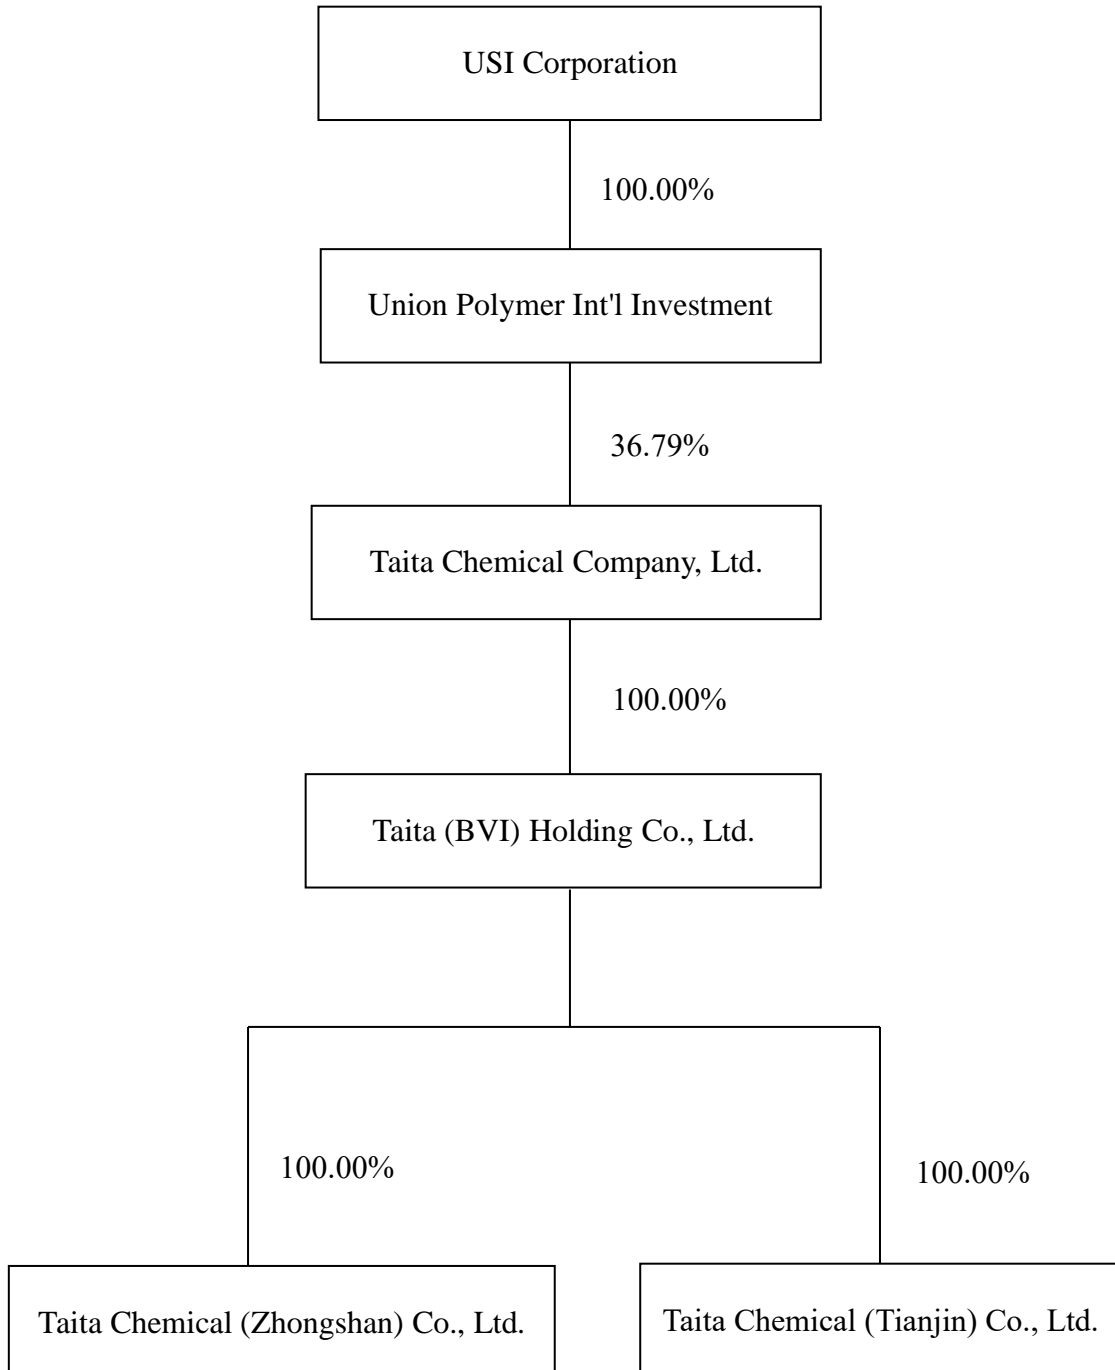 USI Corporation
100.00%
Union Polymer Int'l Investment
36.79%
Taita Chemical Company, Ltd.
100.00%
Taita (BVI) Holding Co., Ltd.
100.00%
100.00%
Taita Chemical (Zhongshan) Co., Ltd.
Taita Chemical (Tianjin) Co., Ltd.